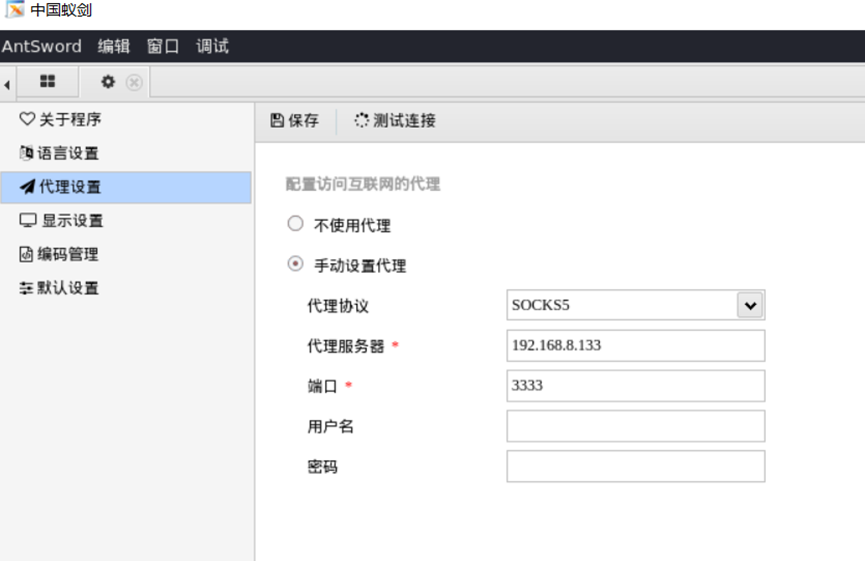 中国蚁剑
AntSword 编辑 窗口 调试
关于程序
语言设置
代理设置
显示设置
编码管理
默认设置
保存 测试连接
配置访问互联网的代理
不使用代理
手动设置代理
代理协议 SOCKS5
代理服务器 * 192.168.8.133
端口 * 3333
用户名
密码